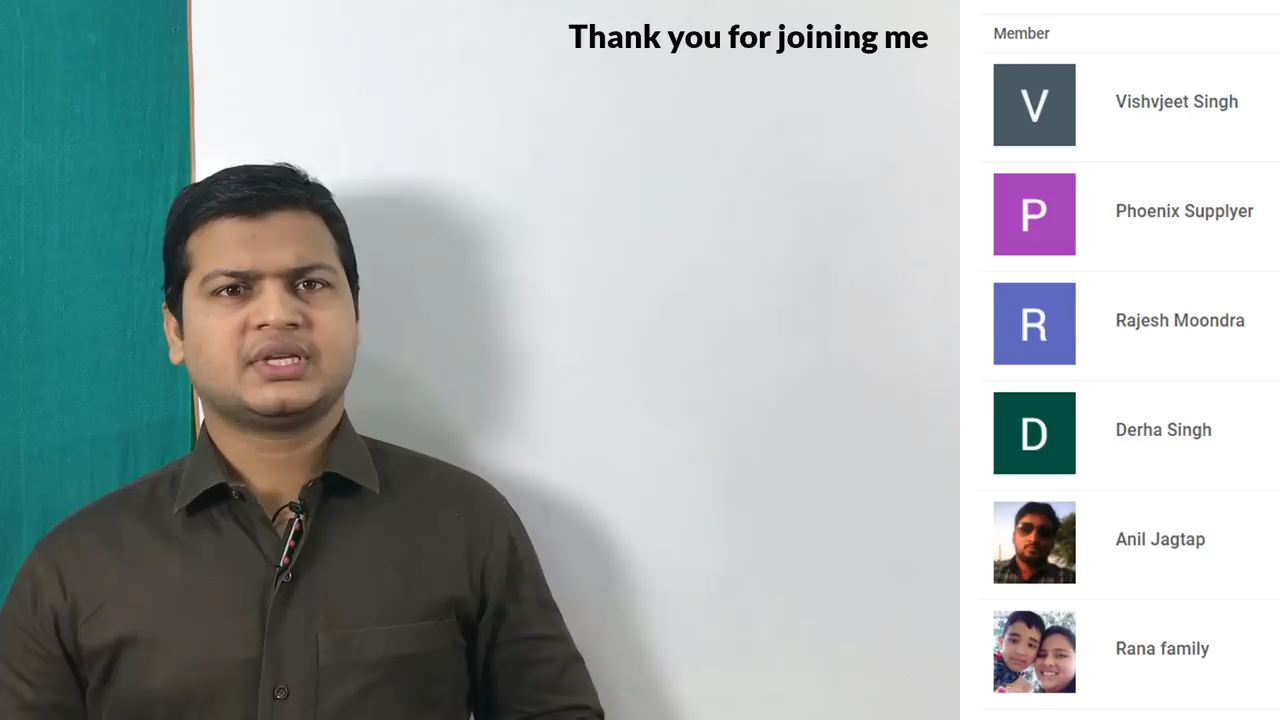 Thank you for joining me
Member
V
Vishvjeet Singh
P
Phoenix Supplyer
R
Rajesh Moondra
D
Derha Singh
Anil Jagtap
Rana family